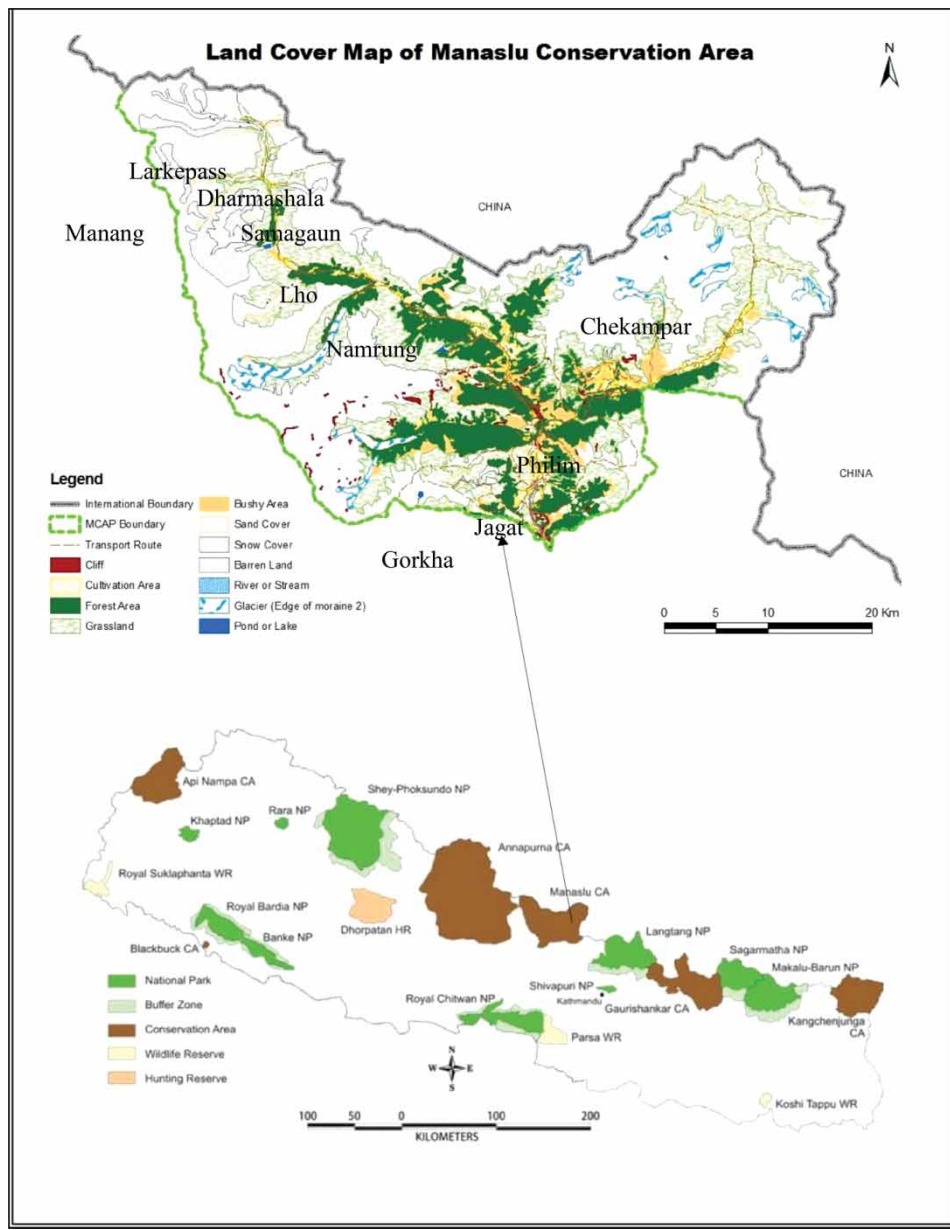 Land Cover Map of Manaslu Conservation Area
N
Larkepass
Dharmashala
CHINA
Manang
Samagaun
Lho
Chekampar
Namrung
Philim
CHINA
Jagat
Gorkha
Legend
International Boundary
MCAP Boundary
Transport Route
Cliff
Cultivation Area
Forest Area
Grassland
Bushy Area
Sand Cover
Snow Cover
Barren Land
River or Stream
Glacier (Edge of moraine 2)
Pond or Lake
0 5 10 20 Km
Api Nampa CA
Shey-Phoksundo NP
Rara NP
Khaptad NP
Annapurna CA
Royal Suklaphanta WR
Manaslu CA
Royal Bardia NP
Dhorpatan HR
Langtang NP
Banke NP
Blackbuck CA
Sagarmatha NP
Makalu-Barun NP
National Park
Buffer Zone
Conservation Area
Wildlife Reserve
Hunting Reserve
Shivapuri NP
Kathmandu
Royal Chitwan NP
Gaurishankar CA
Kangchenjunga
CA
Parsa WR
N
W E
S
Koshi Tappu WR
100 50 0 100 200
KILOMETERS